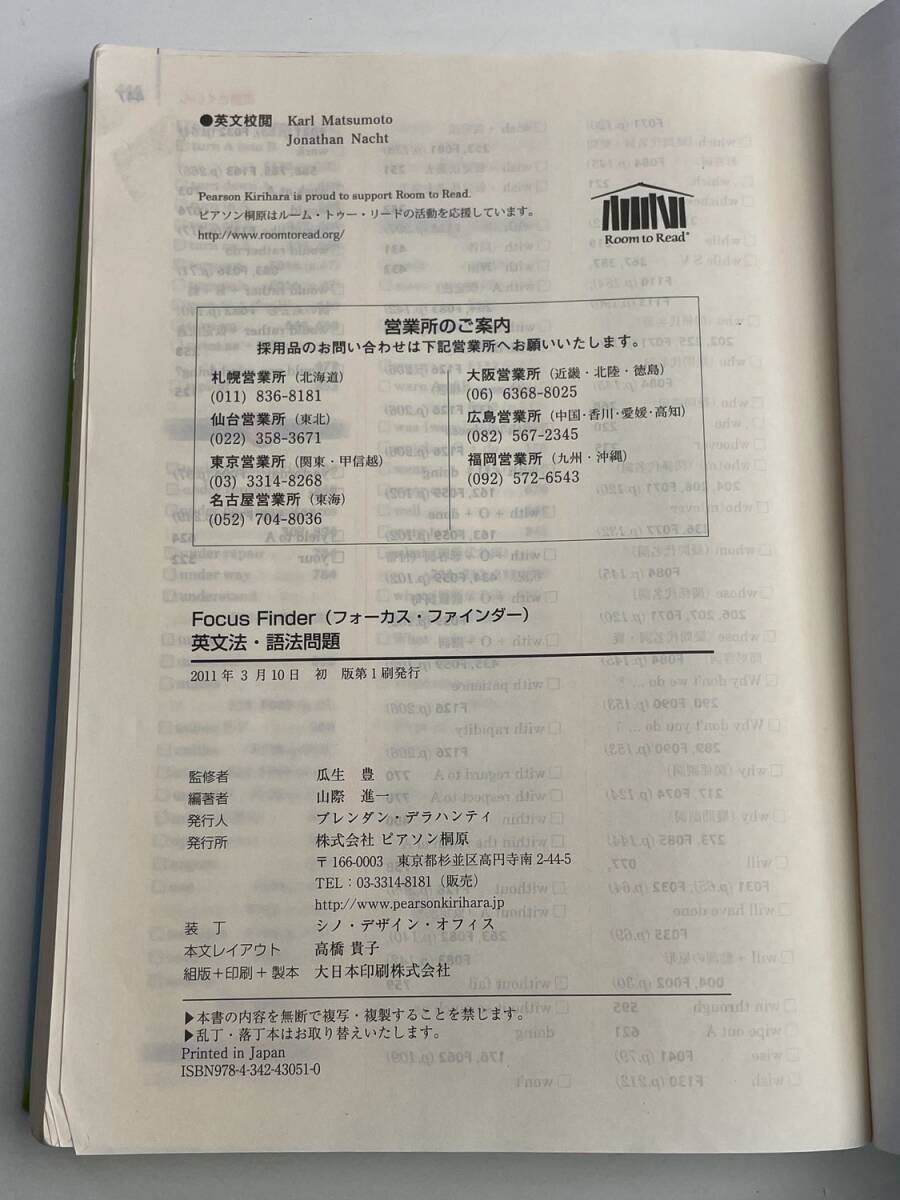 ●英文校閲 Karl Matsumoto
Jonathan Nacht
Pearson Kirihara is proud to support Room to Read.
ピアソン桐原はルーム・トゥー・リードの活動を応援しています。
http://www.roomtoread.org/
Room to Read®
営業所のご案内
採用品のお問い合わせは下記営業所へお願いいたします。
札幌営業所（北海道）
(011) 836-8181
仙台営業所（東北）
(022) 358-3671
東京営業所（関東・甲信越）
(03) 3314-8268
名古屋営業所（東海）
(052) 704-8036
大阪営業所（近畿・北陸・徳島）
(06) 6368-8025
広島営業所（中国・香川・愛媛・高知）
(082) 567-2345
福岡営業所（九州・沖縄）
(092) 572-6543
Focus Finder（フォーカス・ファインダー）
英文法・語法問題
2011年 3月10日 初 版第1刷発行
監修者 瓜生 豊
編著者 山際 進一
発行人 ブレンダン・デラハンティ
発行所 株式会社 ピアソン桐原
〒166-0003 東京都杉並区高円寺南 2-44-5
TEL：03-3314-8181（販売）
http://www.pearsonkirihara.jp
装 丁 シノ・デザイン・オフィス
本文レイアウト 高橋 貴子
組版＋印刷＋製本 大日本印刷株式会社
▶本書の内容を無断で複写・複製することを禁じます。
▶乱丁・落丁本はお取り替えいたします。
Printed in Japan
ISBN978-4-342-43051-0